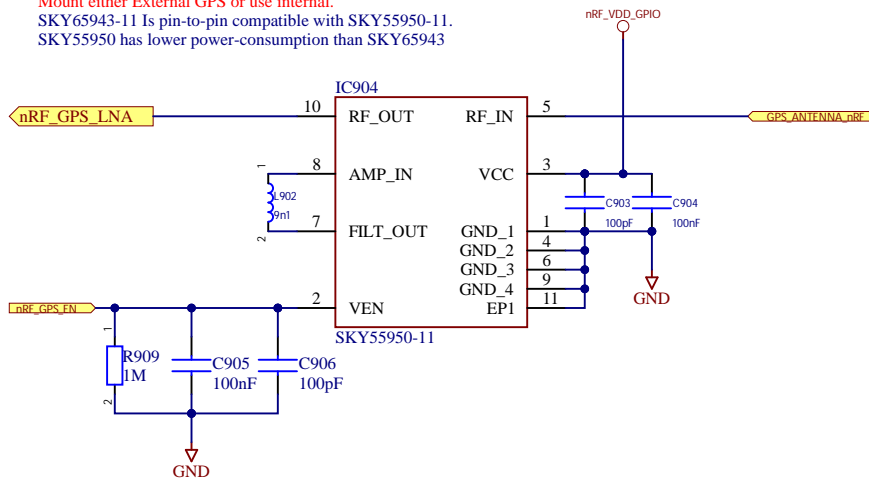 Mount either External GPS or use internal.
SKY65943-11 Is pin-to-pin compatible with SKY55950-11.
SKY55950 has lower power-consumption than SKY65943
nRF_VDD_GPIO
IC904
nRF_GPS_LNA
10
RF_OUT
RF_IN
5
GPS_ANTENNA_nRF
1
8
AMP_IN
VCC
3
L902
9n1
C903
100pF
C904
100nF
2
7
FILT_OUT
GND_1
1
GND_2
4
GND_3
6
GND_4
9
EP1
11
GND
nRF_GPS_EN
2
VEN
SKY55950-11
1
R909
1M
2
C905
100nF
C906
100pF
GND